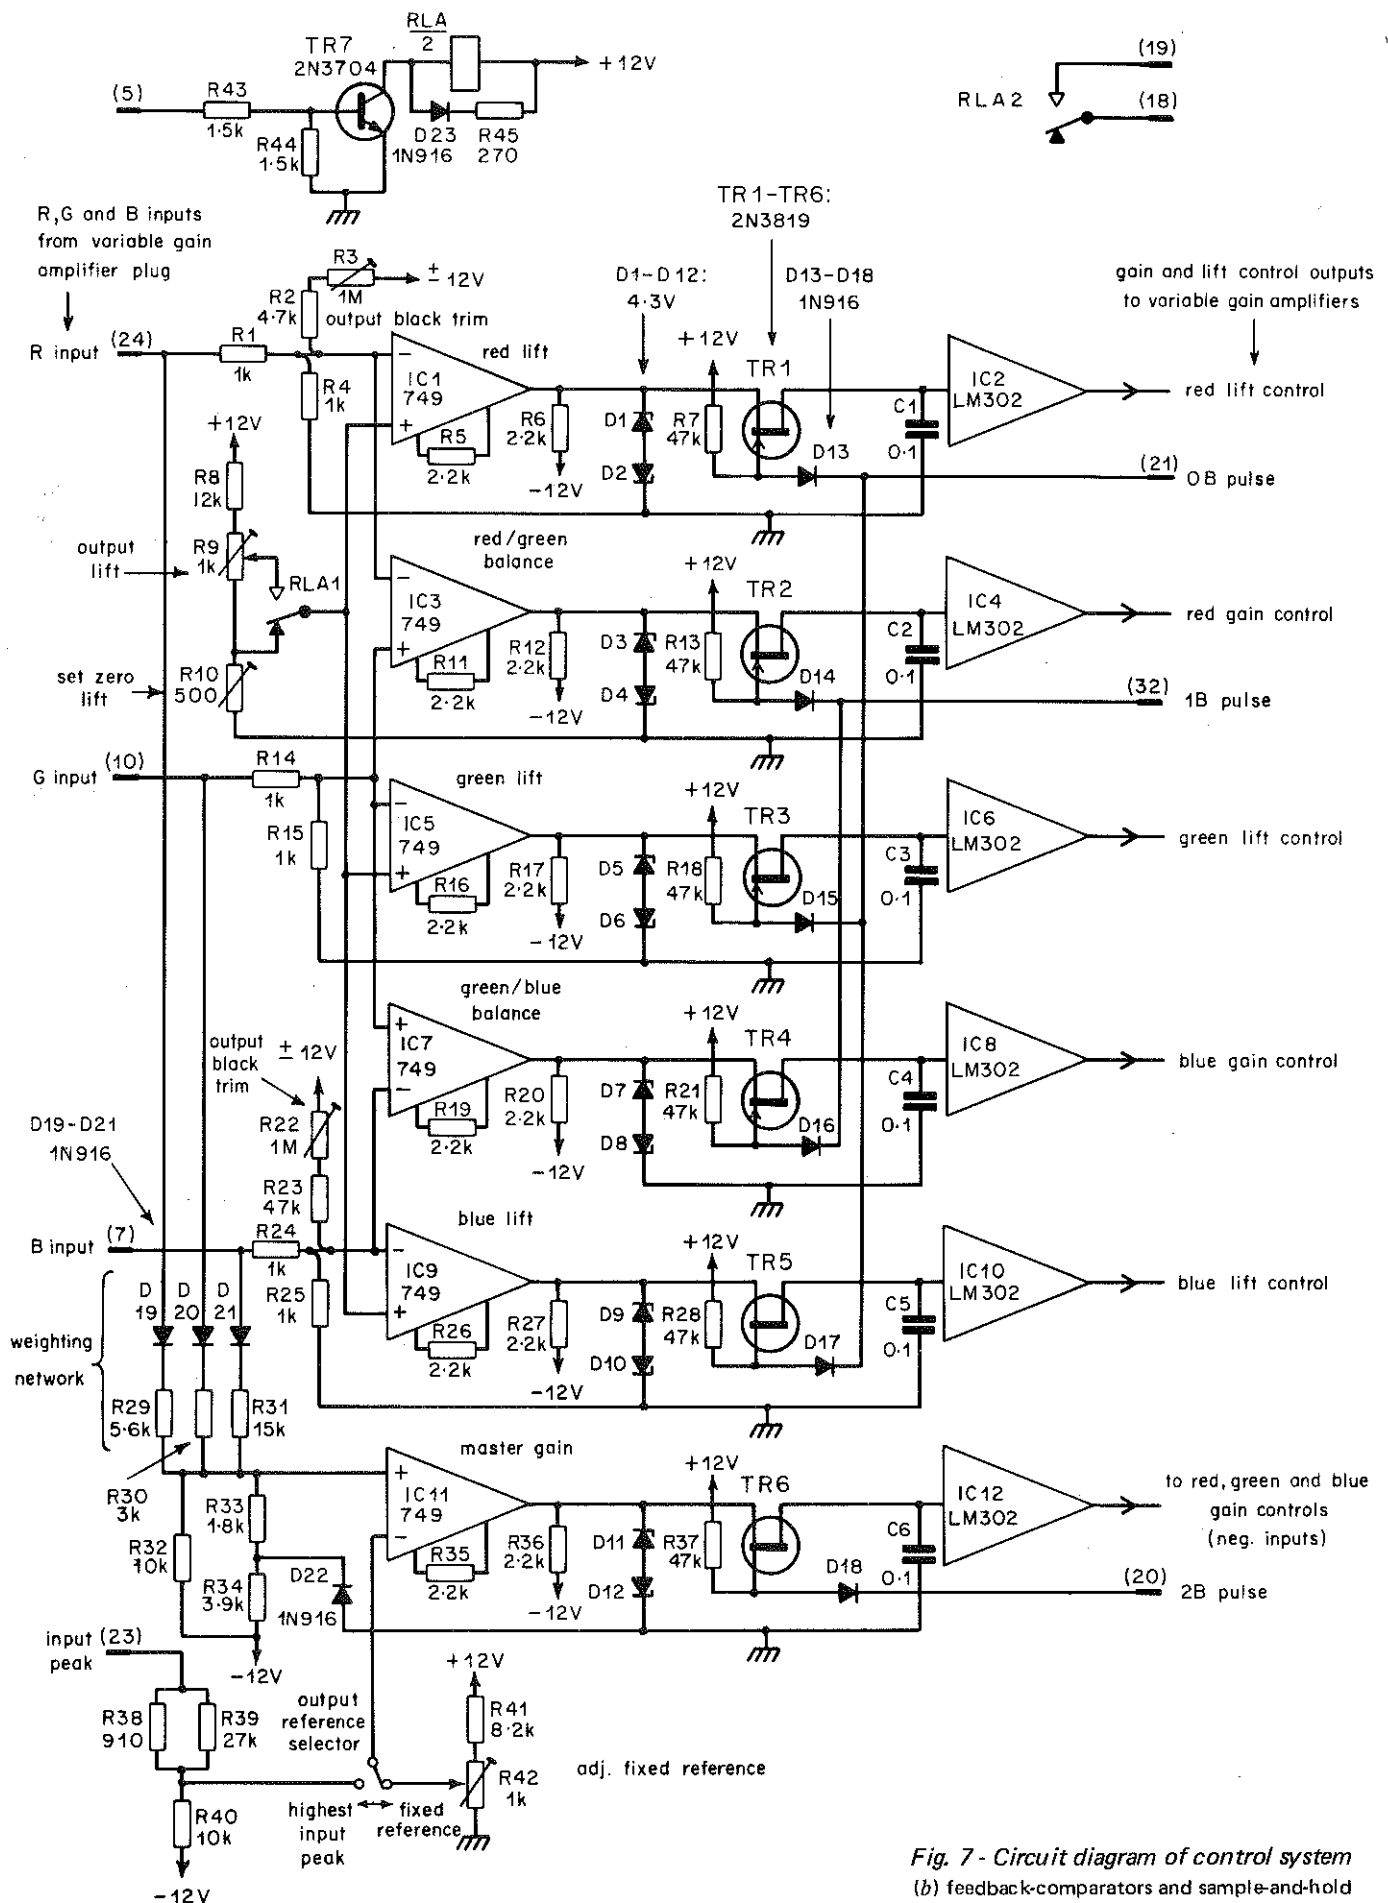 RLA
2
TR7
2N3704
+12V
(5)
R43
1·5k
R44
1·5k
D23
1N916
R45
270
(19)
RLA2
(18)
R,G and B inputs
from variable gain
amplifier plug
TR1-TR6:
2N3819
R3
1M
± 12V
R2
4·7k
output black trim
D1-D12:
4·3V
D13-D18
1N916
gain and lift control outputs
to variable gain amplifiers
R input
(24)
R1
1k
R4
1k
−
+
IC1
749
red lift
R5
2·2k
R6
2·2k
−12V
D1
D2
+12V
R7
47k
TR1
D13
C1
0·1
IC2
LM302
red lift control
(21)
0B pulse
+12V
R8
12k
output
lift
R9
1k
RLA1
set zero
lift
R10
500
red/green
balance
−
+
IC3
749
R11
2·2k
R12
2·2k
−12V
D3
D4
+12V
R13
47k
TR2
D14
C2
0·1
IC4
LM302
red gain control
(32)
1B pulse
G input
(10)
R14
1k
R15
1k
green lift
−
+
IC5
749
R16
2·2k
R17
2·2k
−12V
D5
D6
+12V
R18
47k
TR3
D15
C3
0·1
IC6
LM302
green lift control
green/blue
balance
+
−
IC7
749
R19
2·2k
R20
2·2k
−12V
D7
D8
+12V
R21
47k
TR4
D16
C4
0·1
IC8
LM302
blue gain control
output
black
trim
± 12V
R22
1M
R23
47k
D19-D21
1N916
B input
(7)
R24
1k
R25
1k
blue lift
−
+
IC9
749
R26
2·2k
R27
2·2k
−12V
D9
D10
+12V
R28
47k
TR5
D17
C5
0·1
IC10
LM302
blue lift control
D
19
D
20
D
21
weighting
network
R29
5·6k
R31
15k
R30
3k
R32
10k
R33
1·8k
R34
3·9k
−12V
D22
1N916
master gain
+
−
IC11
749
R35
2·2k
R36
2·2k
−12V
D11
D12
+12V
R37
47k
TR6
D18
C6
0·1
IC12
LM302
to red, green and blue
gain controls
(neg. inputs)
(20)
2B pulse
input
peak
(23)
R38
910
R39
27k
R40
10k
−12V
output
reference
selector
highest
input
peak
fixed
reference
+12V
R41
8·2k
R42
1k
adj. fixed reference
Fig. 7 - Circuit diagram of control system
(b) feedback-comparators and sample-and-hold